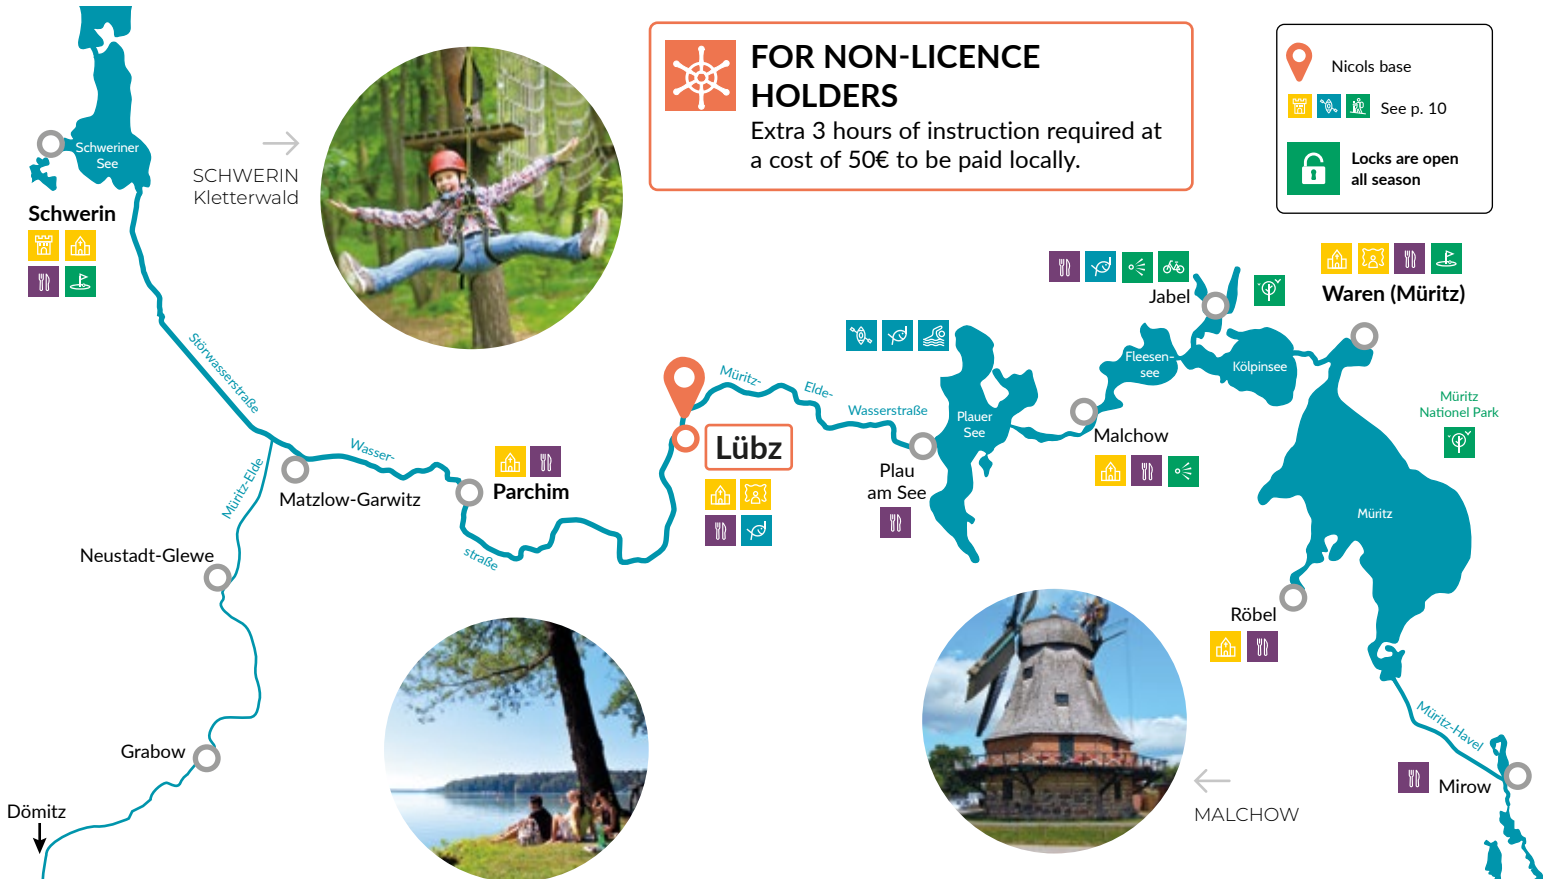 FOR NON-LICENCE
HOLDERS
Extra 3 hours of instruction required at
a cost of 50€ to be paid locally.
Nicols base
See p. 10
Locks are open
all season
Schweriner
See
SCHWERIN
Kletterwald
Schwerin
Störwasserstraße
Müritz-Elde
Wasser-
straße
Matzlow-Garwitz
Parchim
Neustadt-Glewe
Grabow
Dömitz
Lübz
Müritz-
Elde-
Wasserstraße
Plau
am See
Plauer
See
Malchow
Fleesen-
see
Jabel
Kölpinsee
Waren (Müritz)
Müritz
Nationel Park
Müritz
Röbel
Müritz-Havel
Mirow
MALCHOW